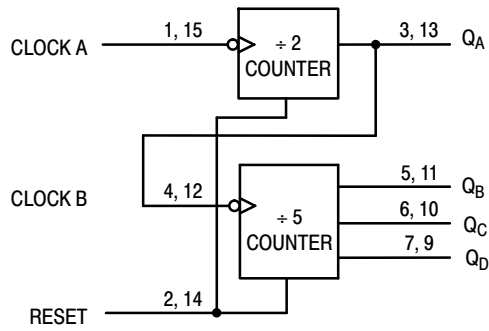 CLOCK A
1, 15
÷ 2
COUNTER
3, 13
QA
CLOCK B
4, 12
÷ 5
COUNTER
5, 11
QB
6, 10
QC
7, 9
QD
RESET
2, 14